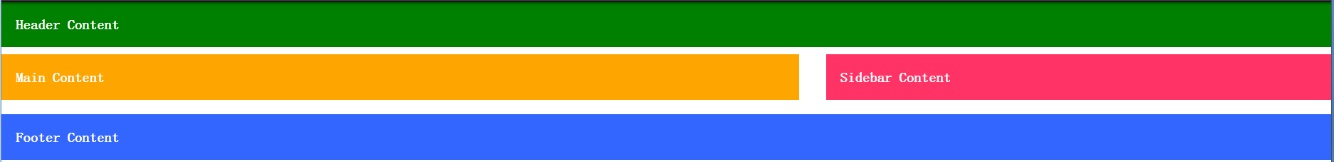 Header Content
Main Content
Sidebar Content
Footer Content